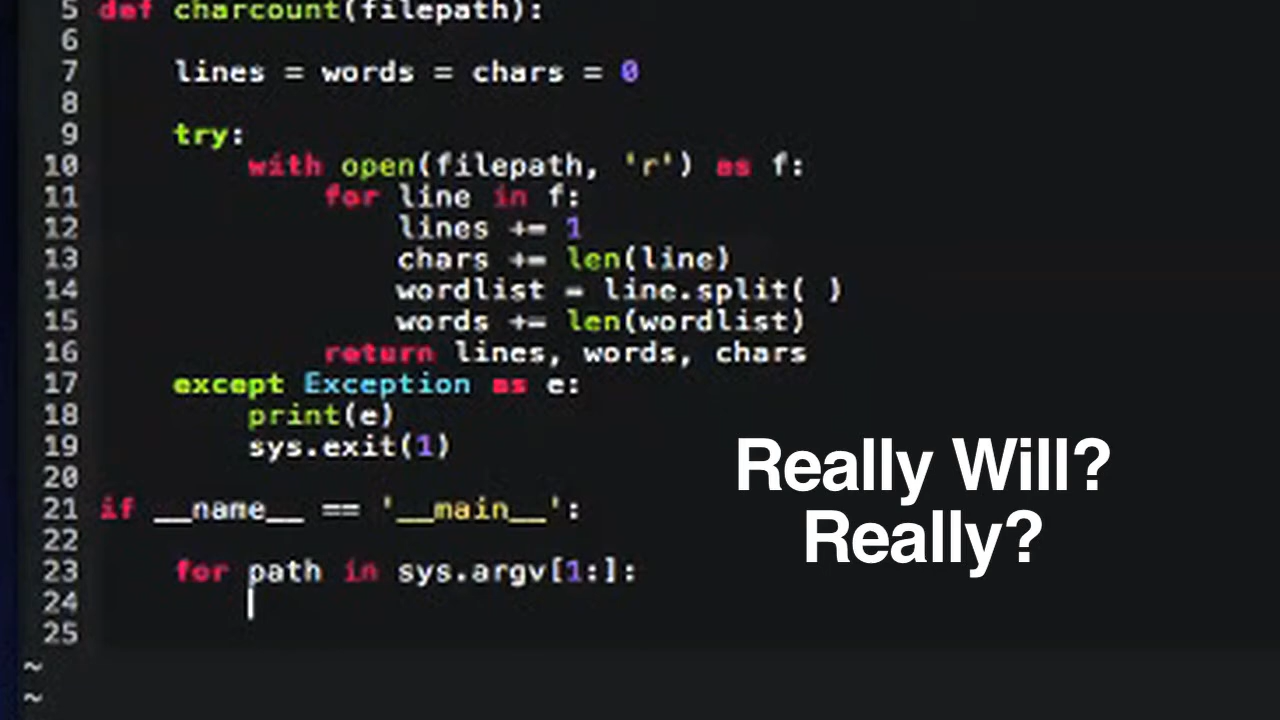 5 def charcount(filepath):
6
7 lines = words = chars = 0
8
9 try:
10 with open(filepath, 'r') as f:
11 for line in f:
12 lines += 1
13 chars += len(line)
14 wordlist = line.split( )
15 words += len(wordlist)
16 return lines, words, chars
17 except Exception as e:
18 print(e)
19 sys.exit(1)
20
21 if __name__ == '__main__':
22
23 for path in sys.argv[1:]:
24
25
~
~
Really Will?
Really?